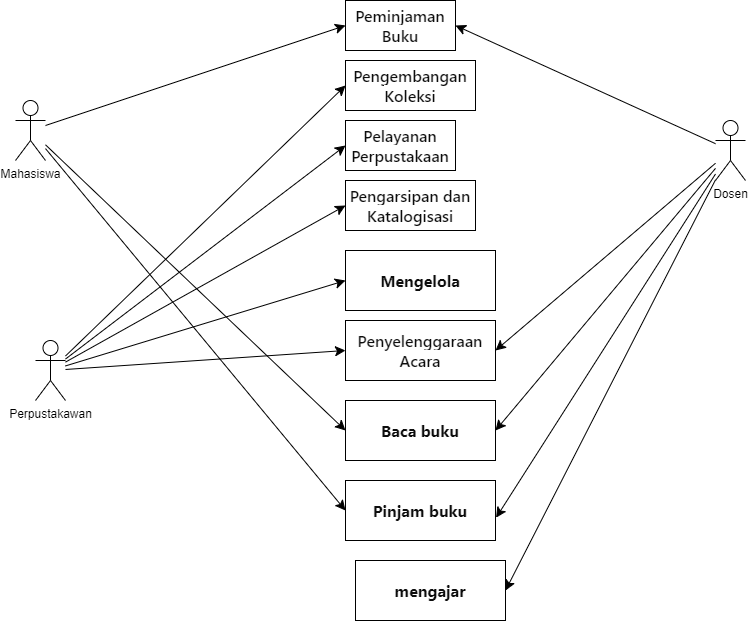 Peminjaman
Buku
Pengembangan
Koleksi
Pelayanan
Perpustakaan
Mahasiswa
Pengarsipan dan
Katalogisasi
Dosen
Mengelola
Penyelenggaraan
Acara
Perpustakawan
Baca buku
Pinjam buku
mengajar